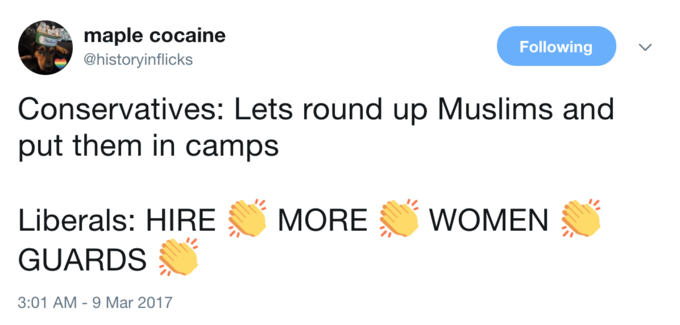 maple cocaine
@historyinflicks
Following
Conservatives: Lets round up Muslims and
put them in camps
Liberals: HIRE 👏 MORE 👏 WOMEN 👏
GUARDS 👏
3:01 AM - 9 Mar 2017